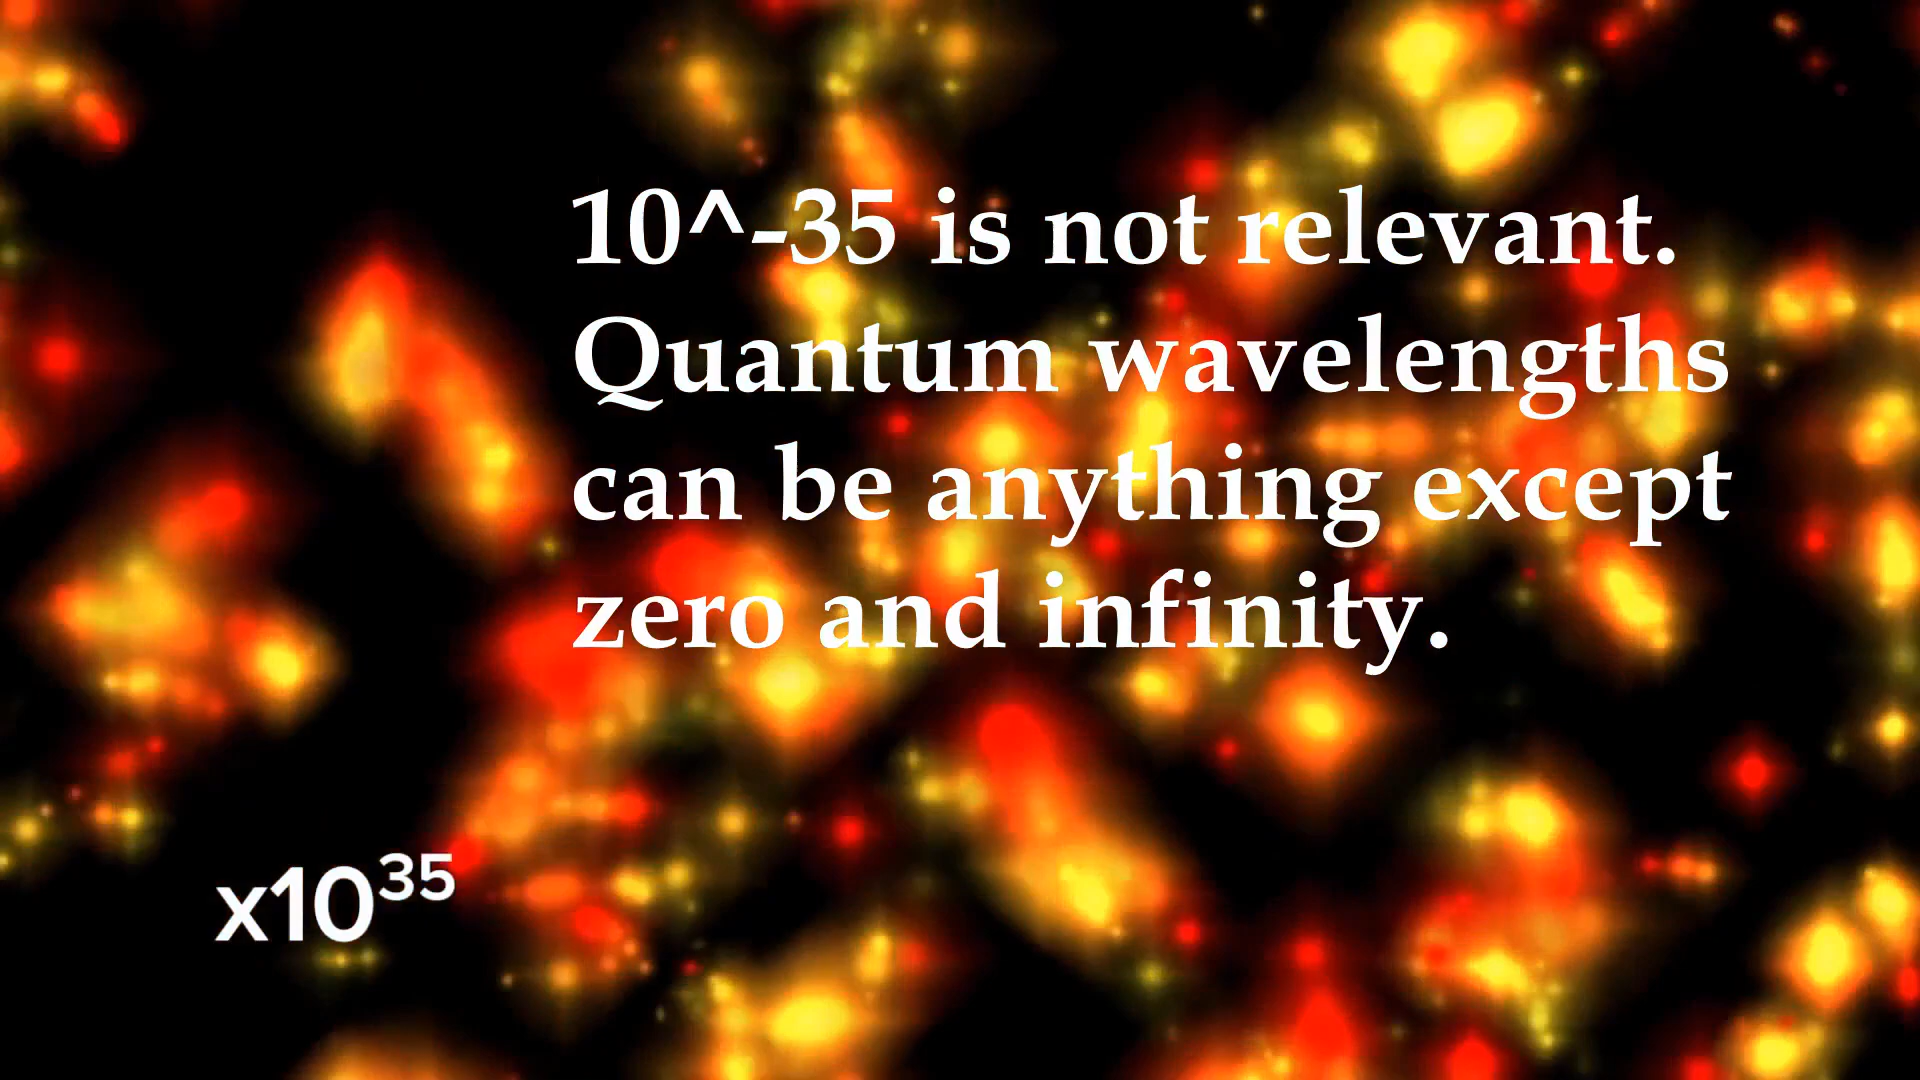 10^-35 is not relevant.
Quantum wavelengths
can be anything except
zero and infinity.
x10³⁵